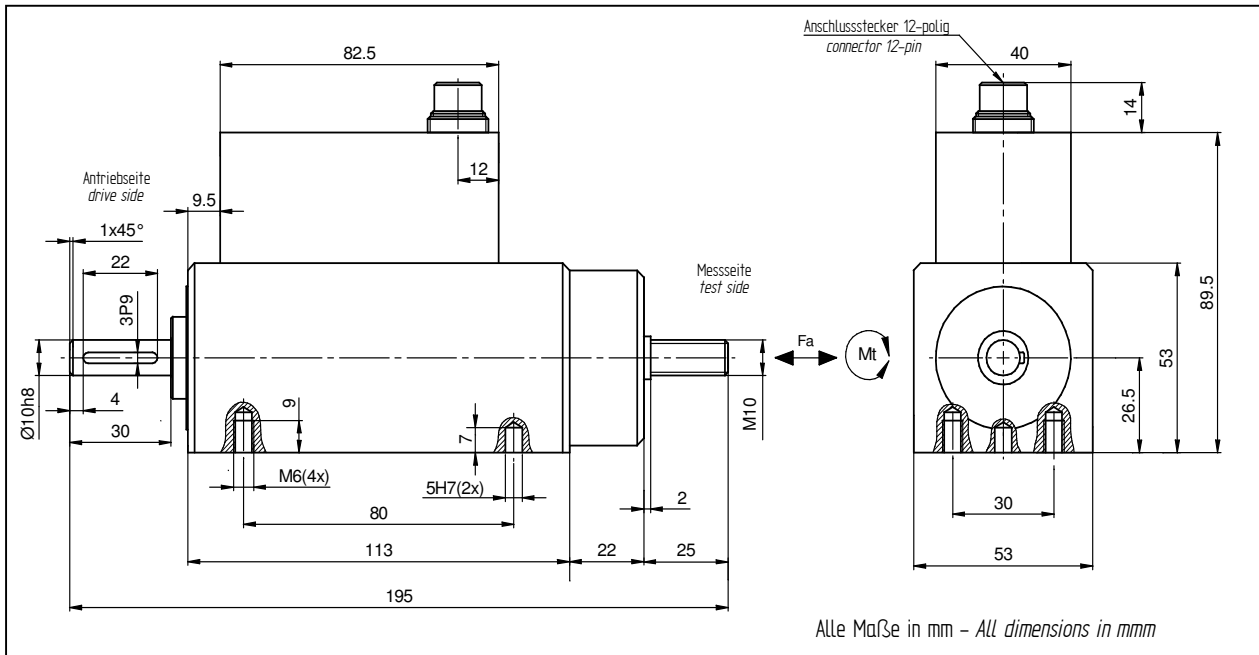 Anschlussstecker 12-polig
connector 12-pin
82.5
40
14
12
Antriebseite
drive side
9.5
1x45°
22
3P9
Messseite
test side
Fa
Mt
89.5
53
26.5
Ø10h8
4
30
9
7
M10
M6(4x)
5H7(2x)
2
80
30
113
22
25
53
195
Alle Maße in mm - All dimensions in mmm